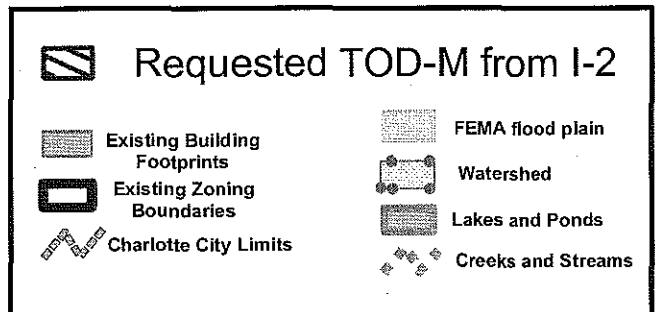 Requested TOD-M from I-2
Existing Building
Footprints
Existing Zoning
Boundaries
Charlotte City Limits
FEMA flood plain
Watershed
Lakes and Ponds
Creeks and Streams